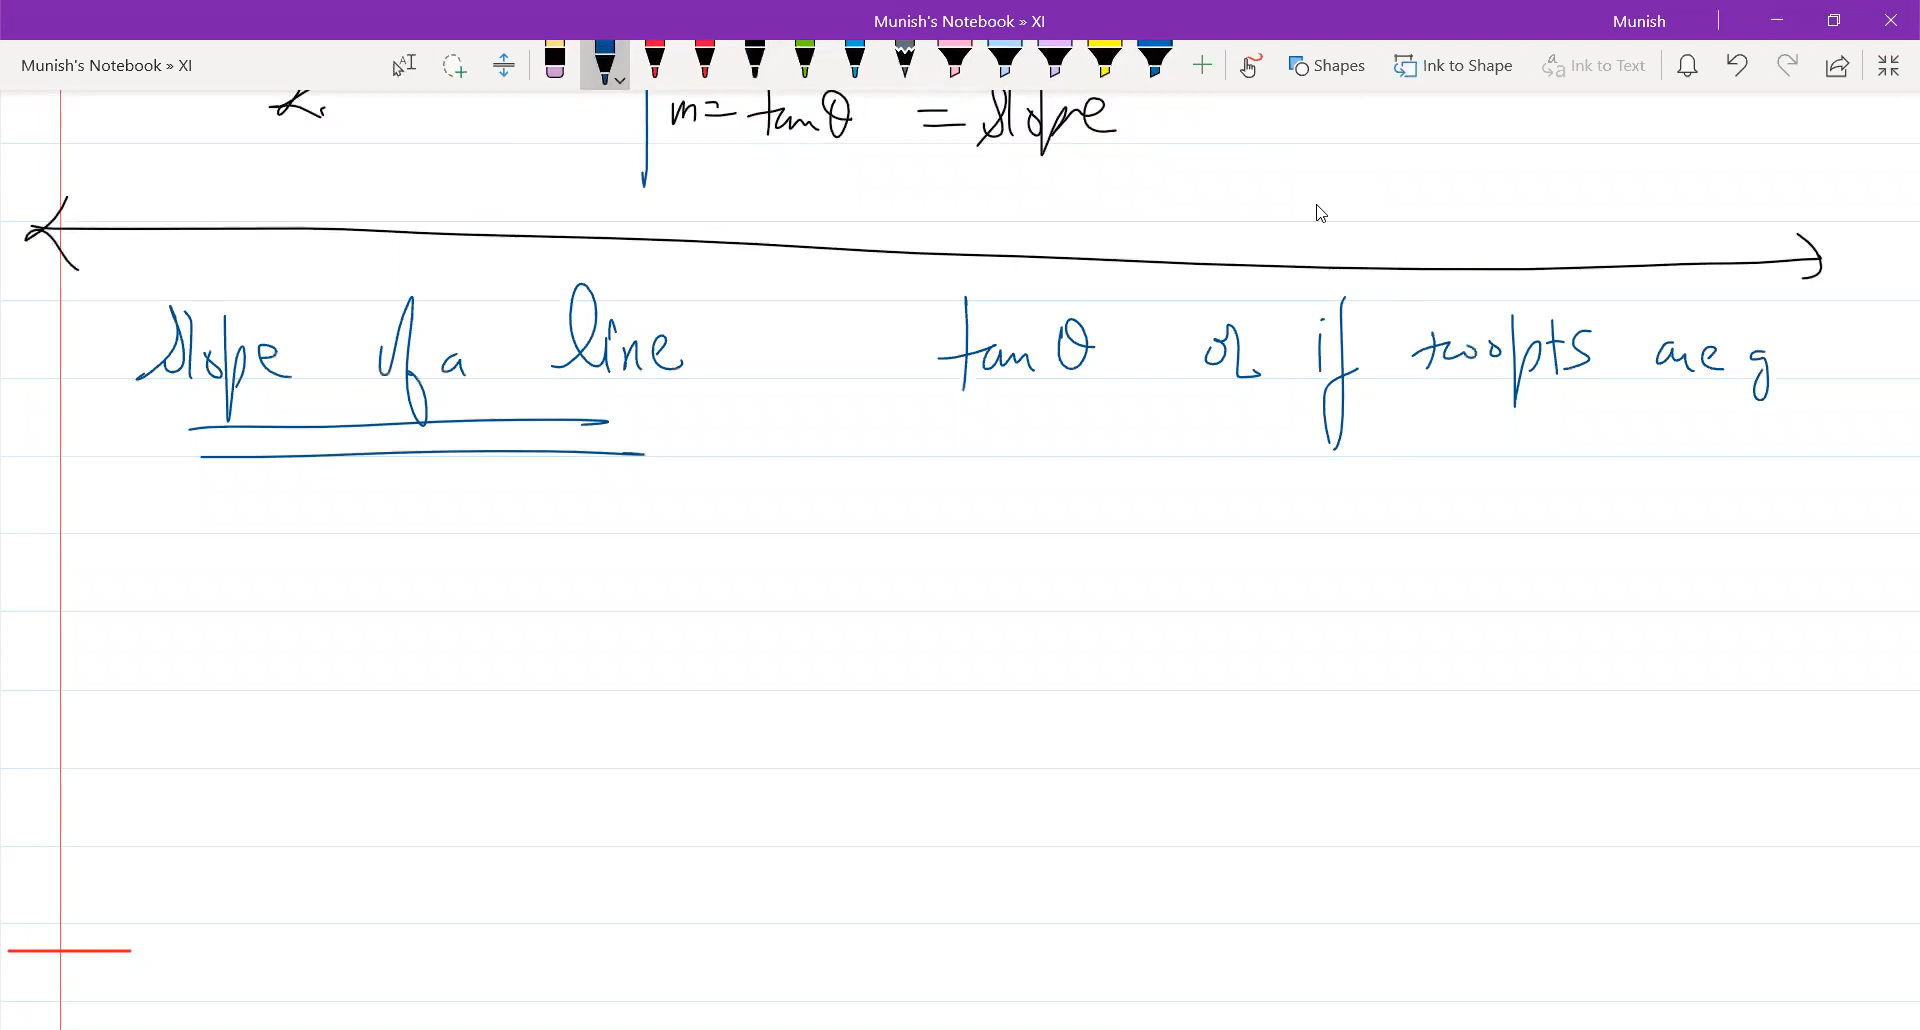 Munish's Notebook » XI
Munish
Munish's Notebook » XI
Shapes
Ink to Shape
Ink to Text
m = tan θ = slope
slope of a line tan θ or if two pts are g